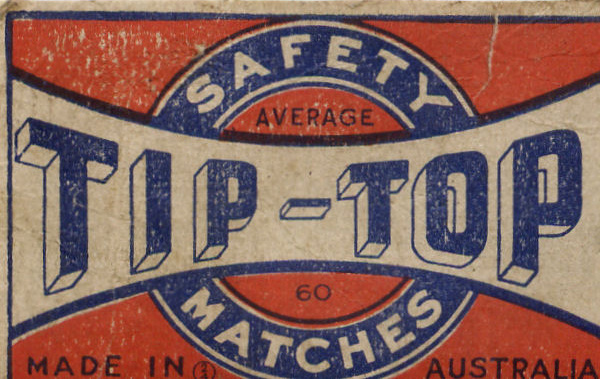 SAFETY
AVERAGE
TIP-TOP
60
MATCHES
MADE IN AUSTRALIA